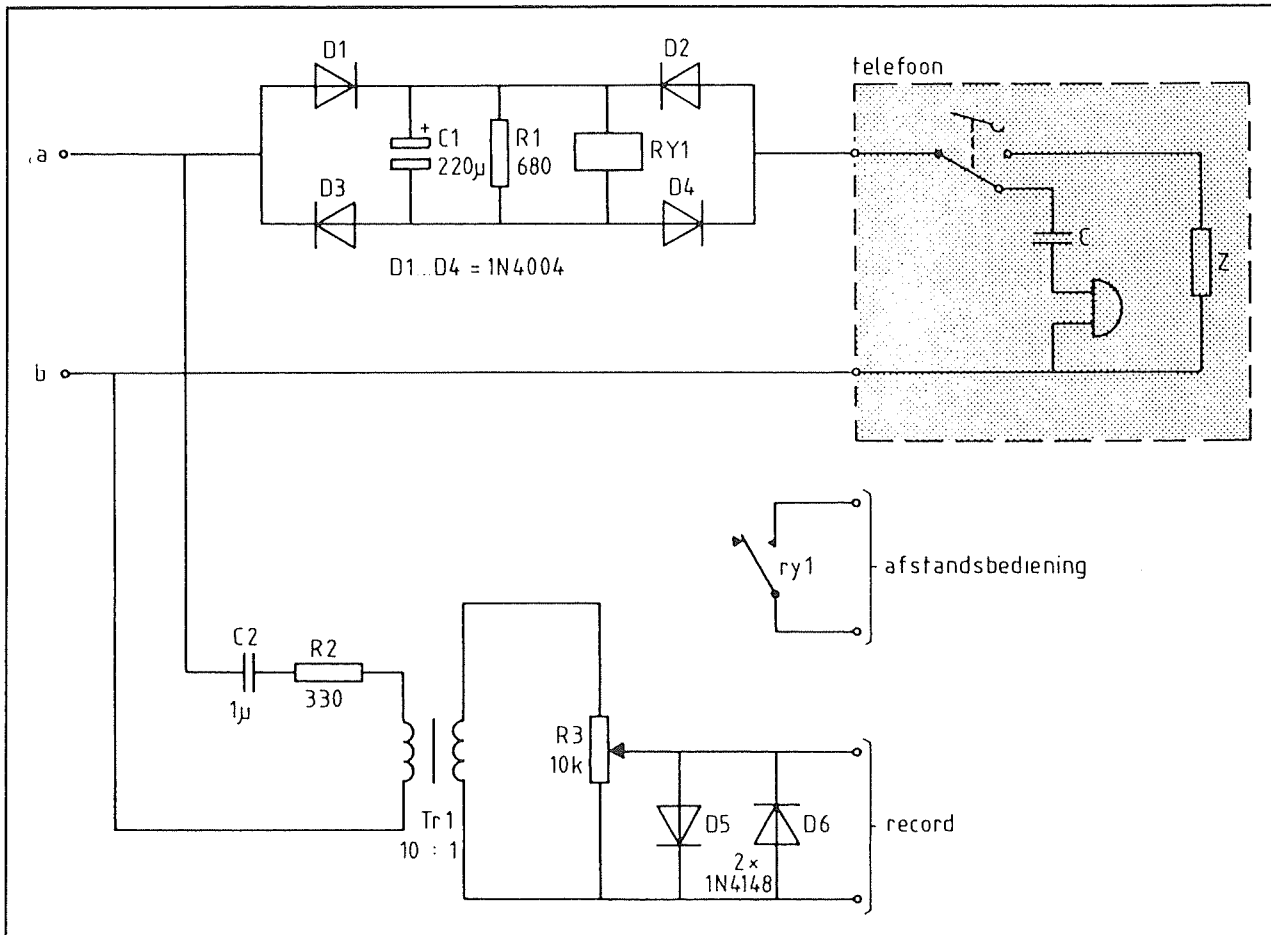 D1
D2
telefoon
a
+
C1
220µ
R1
680
RY1
D3
D4
C
Z
D1...D4 = 1N4004
b
ry1
afstandsbediening
C2
R2
1µ
330
R3
10k
Tr1
10 : 1
D5
D6
2×
1N4148
record